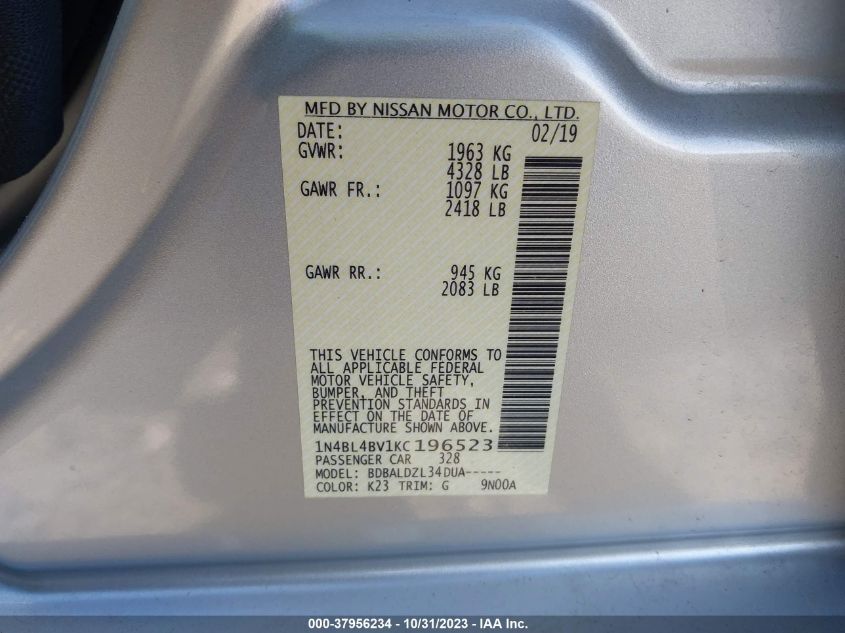 MFD BY NISSAN MOTOR CO., LTD.
DATE: 02/19
GVWR: 1963 KG
4328 LB
GAWR FR.: 1097 KG
2418 LB
GAWR RR.: 945 KG
2083 LB
THIS VEHICLE CONFORMS TO
ALL APPLICABLE FEDERAL
MOTOR VEHICLE SAFETY,
BUMPER, AND THEFT
PREVENTION STANDARDS IN
EFFECT ON THE DATE OF
MANUFACTURE SHOWN ABOVE.
1N4BL4BV1KC196523
PASSENGER CAR 328
MODEL: BDBALDZL34DUA-----
COLOR: K23 TRIM: G 9N00A
000-37956234 - 10/31/2023 - IAA Inc.